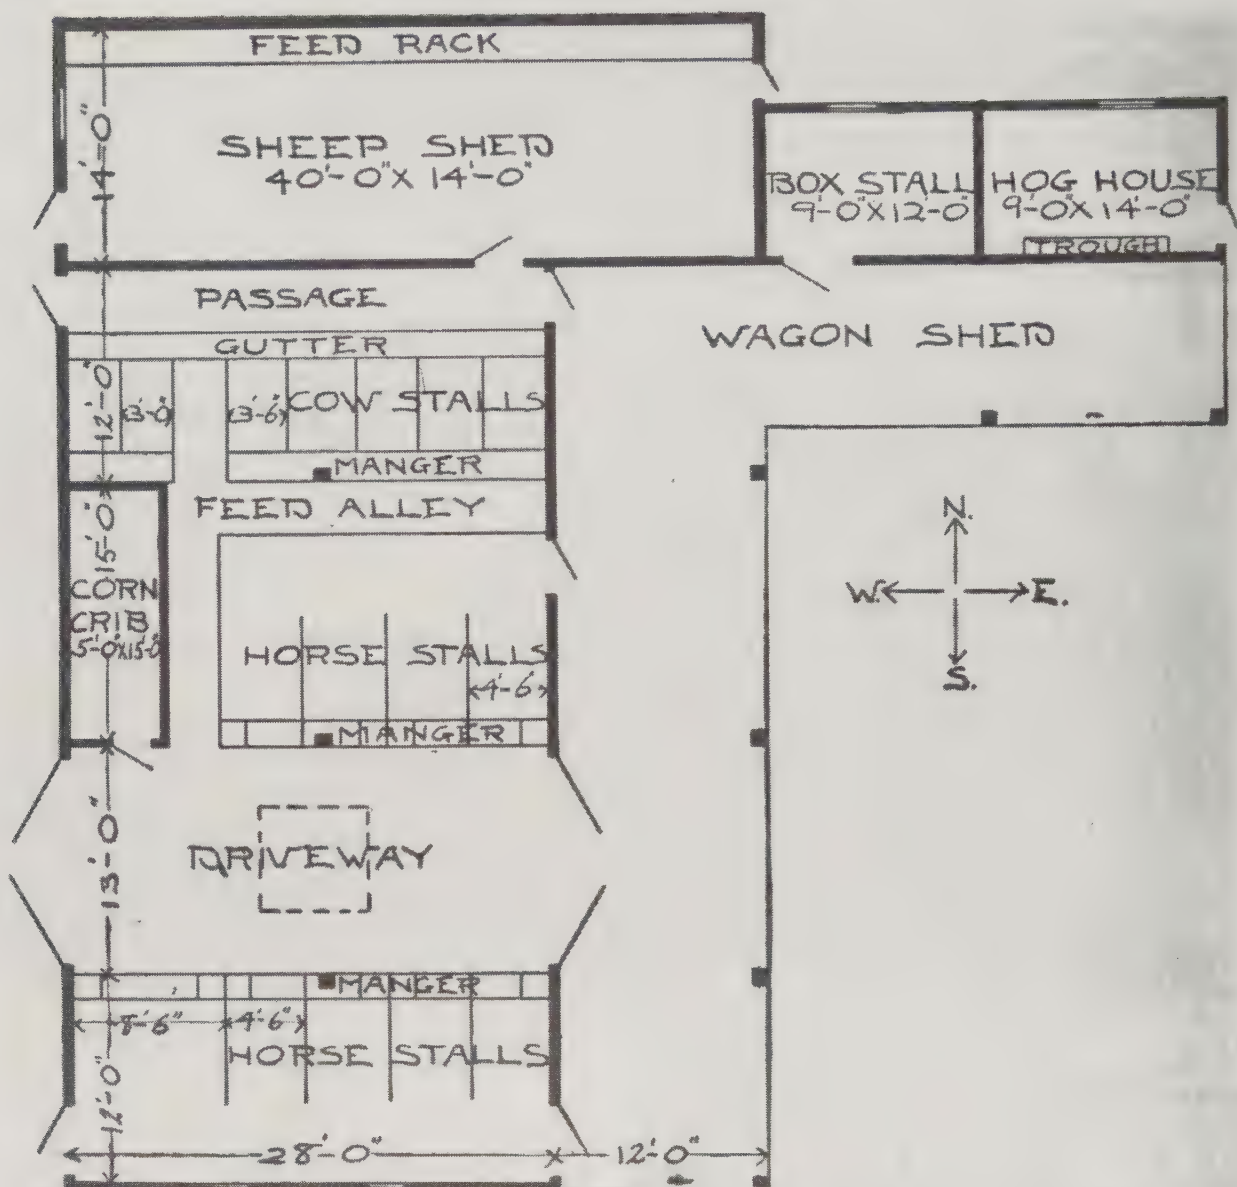 FEED RACK
14'-0"
SHEEP SHED
40'-0" X 14'-0"
BOX STALL
9'-0" X 12'-0"
HOG HOUSE
9'-0" X 14'-0"
TROUGH
PASSAGE
WAGON SHED
GUTTER
12'-0"
3'-0
3'-6
COW STALLS
MANGER
FEED ALLEY
15'-0"
CORN
CRIB
5'-0" X 15'-0
HORSE STALLS
4'-6
MANGER
N.
W. E.
S.
13'-0"
DRIVEWAY
MANGER
8'-6"
4'-6"
HORSE STALLS
12'-0"
28'-0"
12'-0"